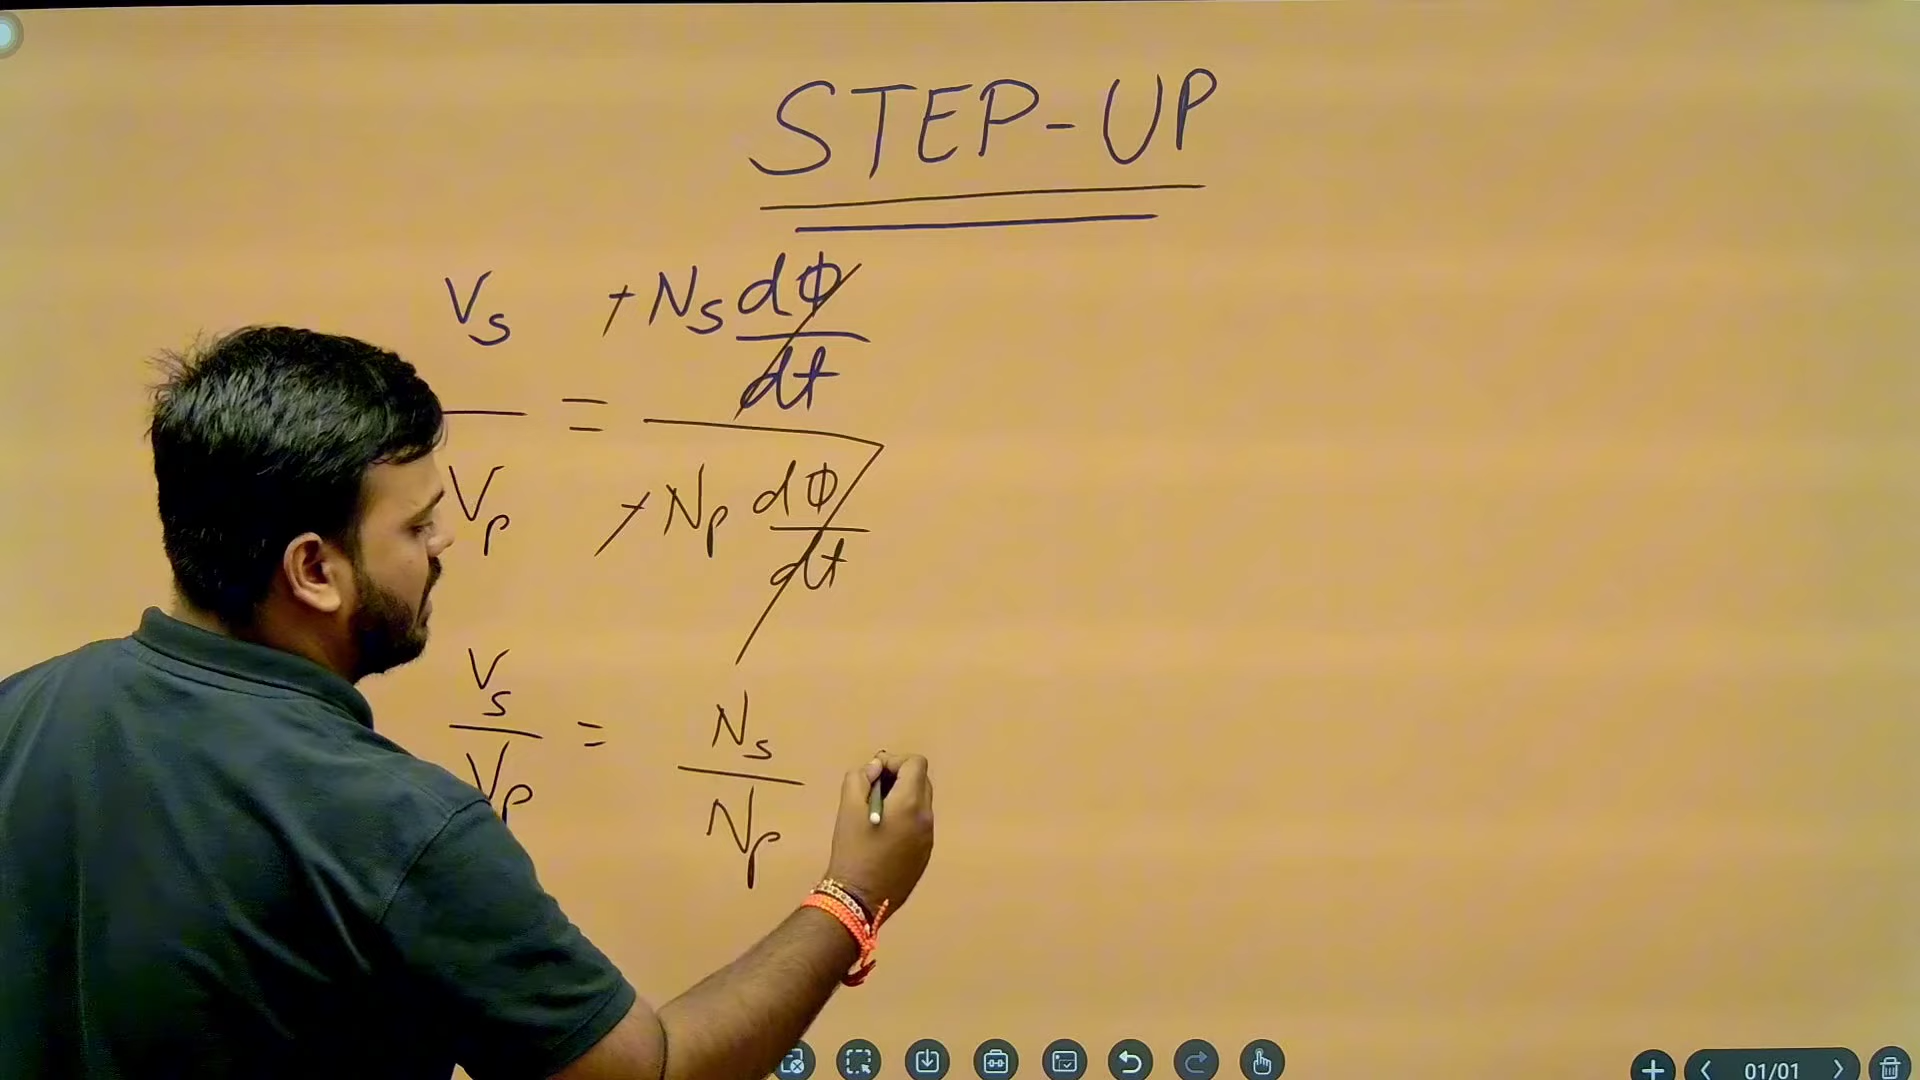 STEP-UP
Vs / Vp = -Ns dΦ/dt / -Np dΦ/dt
Vs / Vp = Ns / Np
01/01